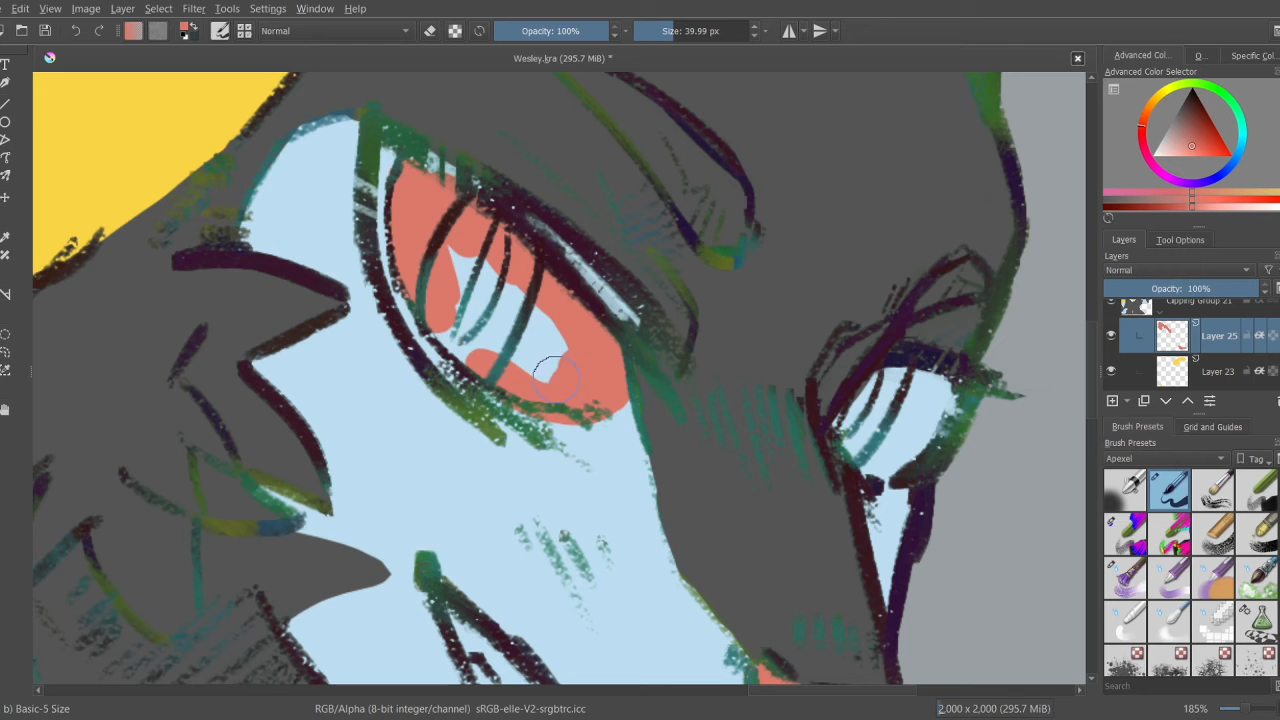 Edit View Image Layer Select Filter Tools Settings Window Help
Normal
Opacity: 100%
Size: 39.99 px
Wesley.kra (295.7 MiB) *
Advanced Col... O... Specific Col
Advanced Color Selector
Layers Tool Options
Layers
Normal
Opacity: 100%
Clipping Group 21
Layer 25
Layer 23
Brush Presets Grid and Guides
Brush Presets
Apexel
Tag
Search
b) Basic-5 Size RGB/Alpha (8-bit integer/channel) sRGB-elle-V2-srgbtrc.icc 2,000 x 2,000 (295.7 MiB) 185%